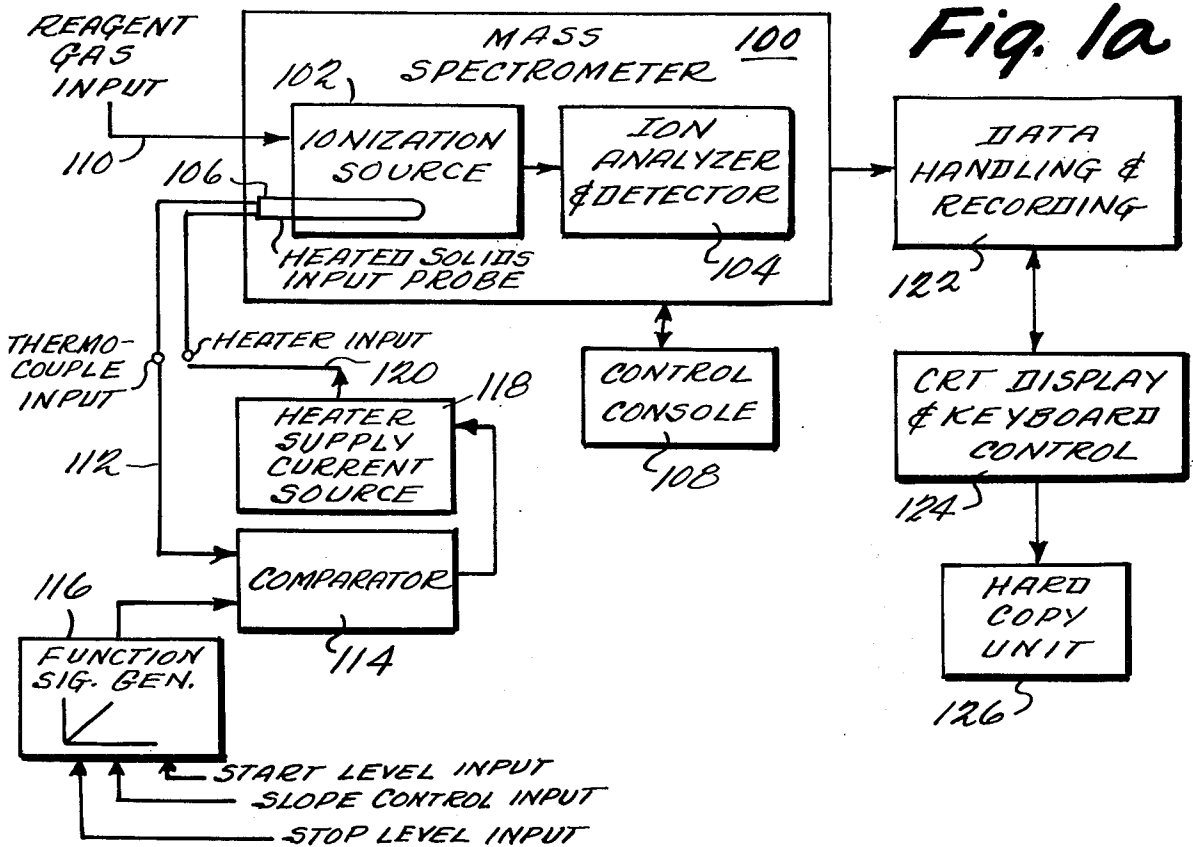 Fig. 1a
REAGENT
GAS
INPUT
110
MASS
SPECTROMETER
100
102
IONIZATION
SOURCE
ION
ANALYZER
& DETECTOR
104
106
HEATED SOLIDS
INPUT PROBE
DATA
HANDLING &
RECORDING
122
THERMO-
COUPLE
INPUT
HEATER INPUT
120
112
HEATER
SUPPLY
CURRENT
SOURCE
118
CONTROL
CONSOLE
108
CRT DISPLAY
& KEYBOARD
CONTROL
124
COMPARATOR
114
HARD
COPY
UNIT
126
116
FUNCTION
SIG. GEN.
START LEVEL INPUT
SLOPE CONTROL INPUT
STOP LEVEL INPUT